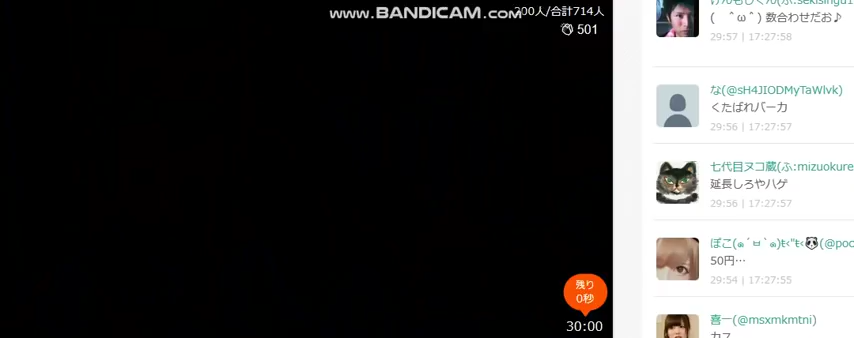 www.BANDICAM.com
200人/合計714人
501
残り
0秒
30:00
( ＾ω＾) 数合わせだお♪
29:57 | 17:27:58
な(@sH4JIODMyTaWlvk)
くたばれバーカ
29:56 | 17:27:57
七代目ヌコ蔵(ふ:mizuokure
延長しろやハゲ
29:56 | 17:27:57
50円…
29:54 | 17:27:55
喜一(@msxmkmtni)
カス